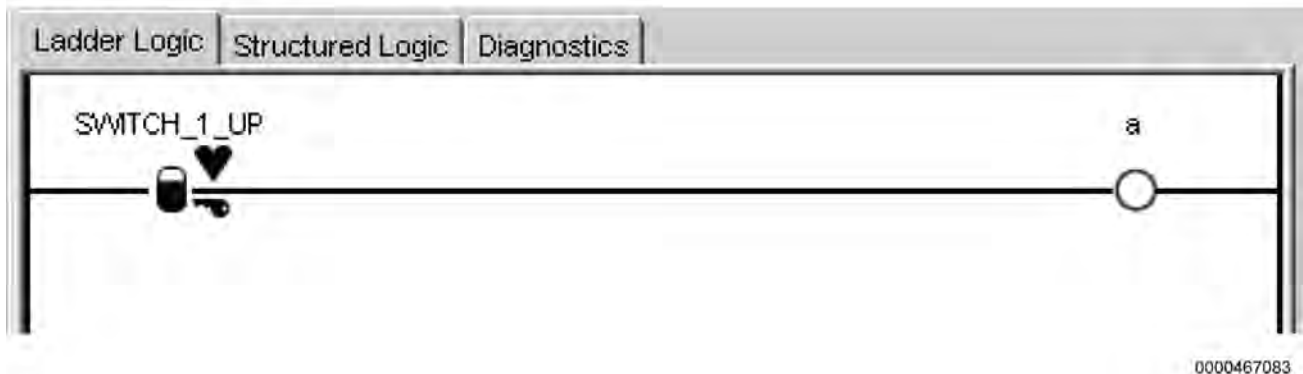 Ladder Logic Structured Logic Diagnostics
SWITCH_1_UP a
0000467083